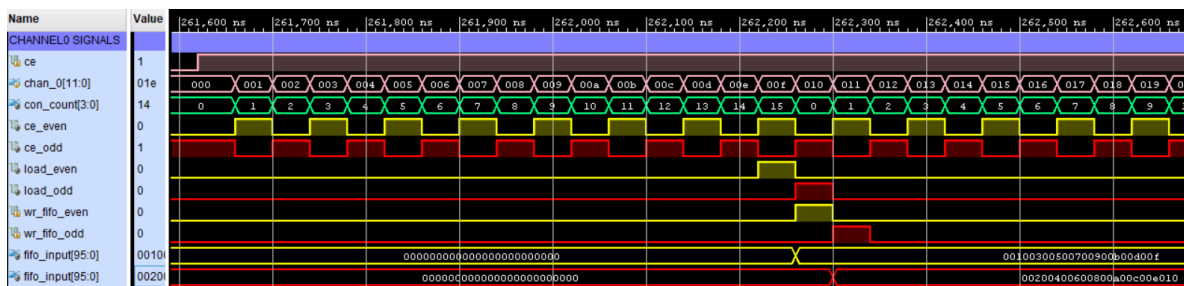 Name Value 261,600 ns 261,700 ns 261,800 ns 261,900 ns 262,000 ns 262,100 ns 262,200 ns 262,300 ns 262,400 ns 262,500 ns 262,600 ns
CHANNEL0 SIGNALS
ce 1
chan_0[11:0] 01e 000 001 002 003 004 005 006 007 008 009 00a 00b 00c 00d 00e 00f 010 011 012 013 014 015 016 017 018 019 0
con_count[3:0] 14 0 1 2 3 4 5 6 7 8 9 10 11 12 13 14 15 0 1 2 3 4 5 6 7 8 9 1
ce_even 0
ce_odd 1
load_even 0
load_odd 0
wr_fifo_even 0
wr_fifo_odd 0
fifo_input[95:0] 0010 000000000000000000000000 00100300500700900b00d00f
fifo_input[95:0] 0020 000000000000000000000000 00200400600800a00c00e010